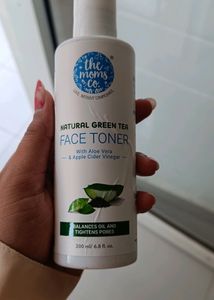 the
moms
co.
NATURAL GREEN TEA
FACE TONER
With Aloe Vera
& Apple Cider Vinegar
BALANCES OIL AND
TIGHTENS PORES
200 ml/ 6.8 fl. oz.